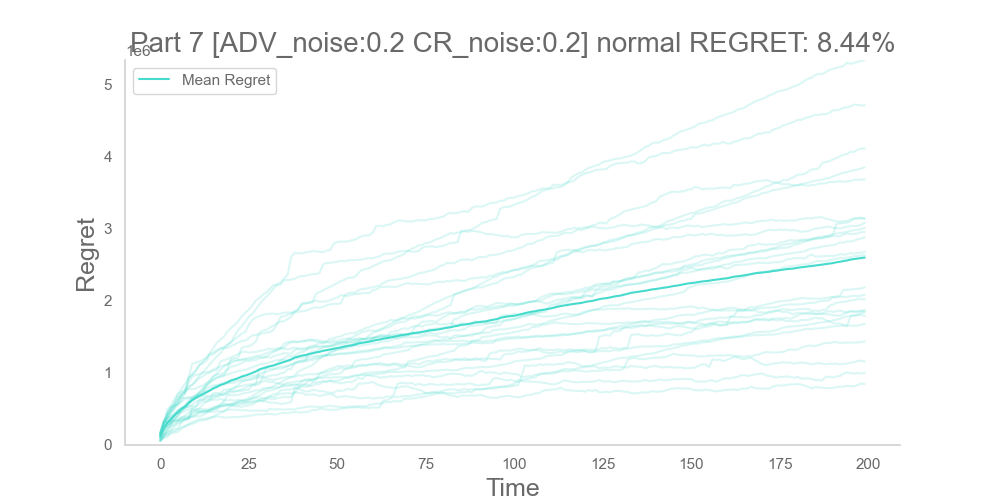 Part 7 [ADV_noise:0.2 CR_noise:0.2] normal REGRET: 8.44%
1e6
Mean Regret
5
4
3
2
1
0
Regret
0 25 50 75 100 125 150 175 200
Time